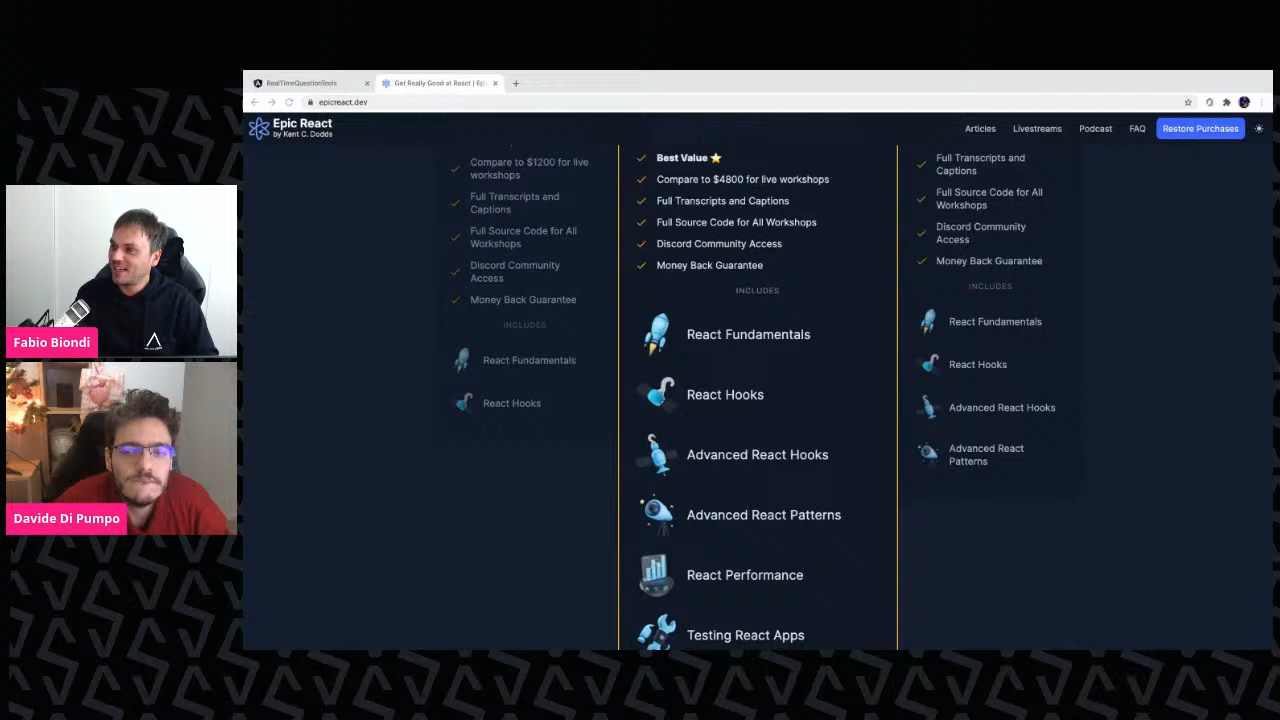 RealTimeQuestionTools
Get Really Good at React | Ep
epicreact.dev
Epic React
by Kent C. Dodds
Articles
Livestreams
Podcast
FAQ
Restore Purchases
Compare to $1200 for live
workshops
Full Transcripts and
Captions
Full Source Code for All
Workshops
Discord Community
Access
Money Back Guarantee
INCLUDES
React Fundamentals
React Hooks
Best Value ⭐
Compare to $4800 for live workshops
Full Transcripts and Captions
Full Source Code for All Workshops
Discord Community Access
Money Back Guarantee
INCLUDES
React Fundamentals
React Hooks
Advanced React Hooks
Advanced React Patterns
React Performance
Testing React Apps
Full Transcripts and
Captions
Full Source Code for All
Workshops
Discord Community
Access
Money Back Guarantee
INCLUDES
React Fundamentals
React Hooks
Advanced React Hooks
Advanced React
Patterns
Fabio Biondi
Davide Di Pumpo